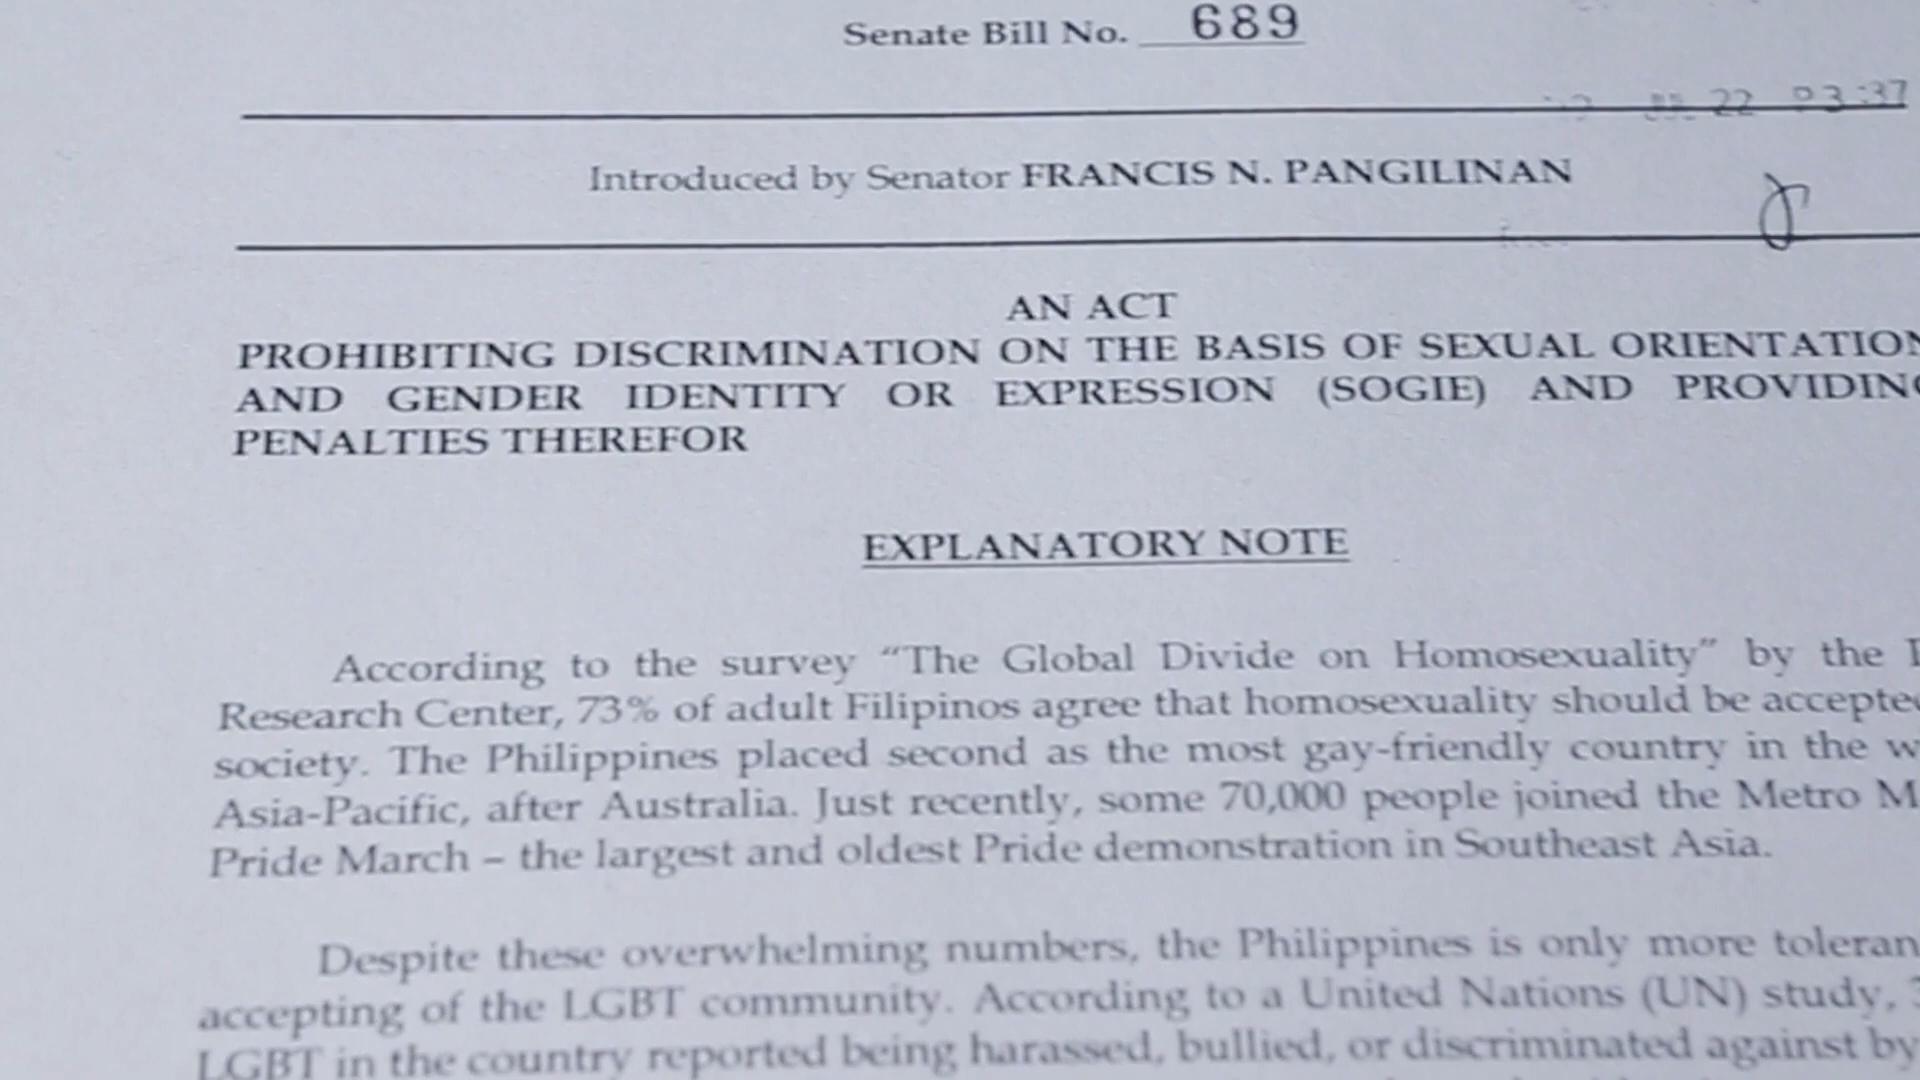 Senate Bill No. 689
22 P3:37
Introduced by Senator FRANCIS N. PANGILINAN
AN ACT
PROHIBITING DISCRIMINATION ON THE BASIS OF SEXUAL ORIENTATION
AND GENDER IDENTITY OR EXPRESSION (SOGIE) AND PROVIDING
PENALTIES THEREFOR
EXPLANATORY NOTE
According to the survey “The Global Divide on Homosexuality” by the
Research Center, 73% of adult Filipinos agree that homosexuality should be accepted
society. The Philippines placed second as the most gay-friendly country in the
Asia-Pacific, after Australia. Just recently, some 70,000 people joined the Metro M
Pride March – the largest and oldest Pride demonstration in Southeast Asia.
Despite these overwhelming numbers, the Philippines is only more toleran
accepting of the LGBT community. According to a United Nations (UN) study,
LGBT in the country reported being harassed, bullied, or discriminated against by